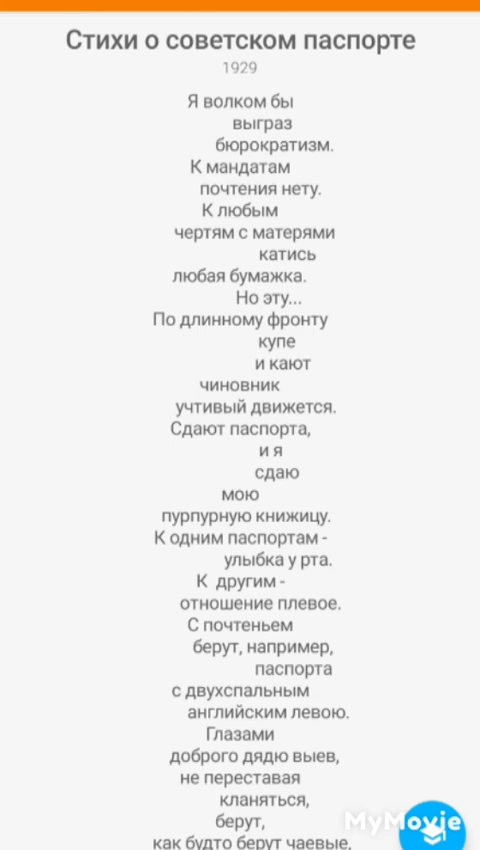 Стихи о советском паспорте
1929
Я волком бы
выграз
бюрократизм.
К мандатам
почтения нету.
К любым
чертям с матерями
катись
любая бумажка.
Но эту...
По длинному фронту
купе
и кают
чиновник
учтивый движется.
Сдают паспорта,
и я
сдаю
мою
пурпурную книжицу.
К одним паспортам -
улыбка у рта.
К другим -
отношение плевое.
С почтеньем
берут, например,
паспорта
с двухспальным
английским левою.
Глазами
доброго дядю выев,
не переставая
кланяться,
берут,
как будто берут чаевые,
MyMovie